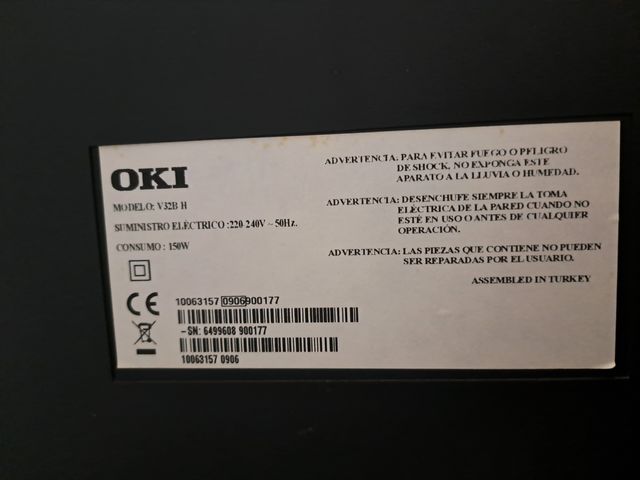 OKI
MODELO: V32B H
SUMINISTRO ELÉCTRICO :220-240V ~ 50Hz.
CONSUMO : 150W
ADVERTENCIA: PARA EVITAR FUEGO O PELIGRO
DE SHOCK, NO EXPONGA ESTE
APARATO A LA LLUVIA O HUMEDAD.
ADVERTENCIA: DESENCHUFE SIEMPRE LA TOMA
ELÉCTRICA DE LA PARED CUANDO NO
ESTÉ EN USO O ANTES DE CUALQUIER
OPERACIÓN.
ADVERTENCIA: LAS PIEZAS QUE CONTIENE NO PUEDEN
SER REPARADAS POR EL USUARIO.
ASSEMBLED IN TURKEY
CE
10063157 0906 900177
-SN: 6499608 900177
10063157 0906